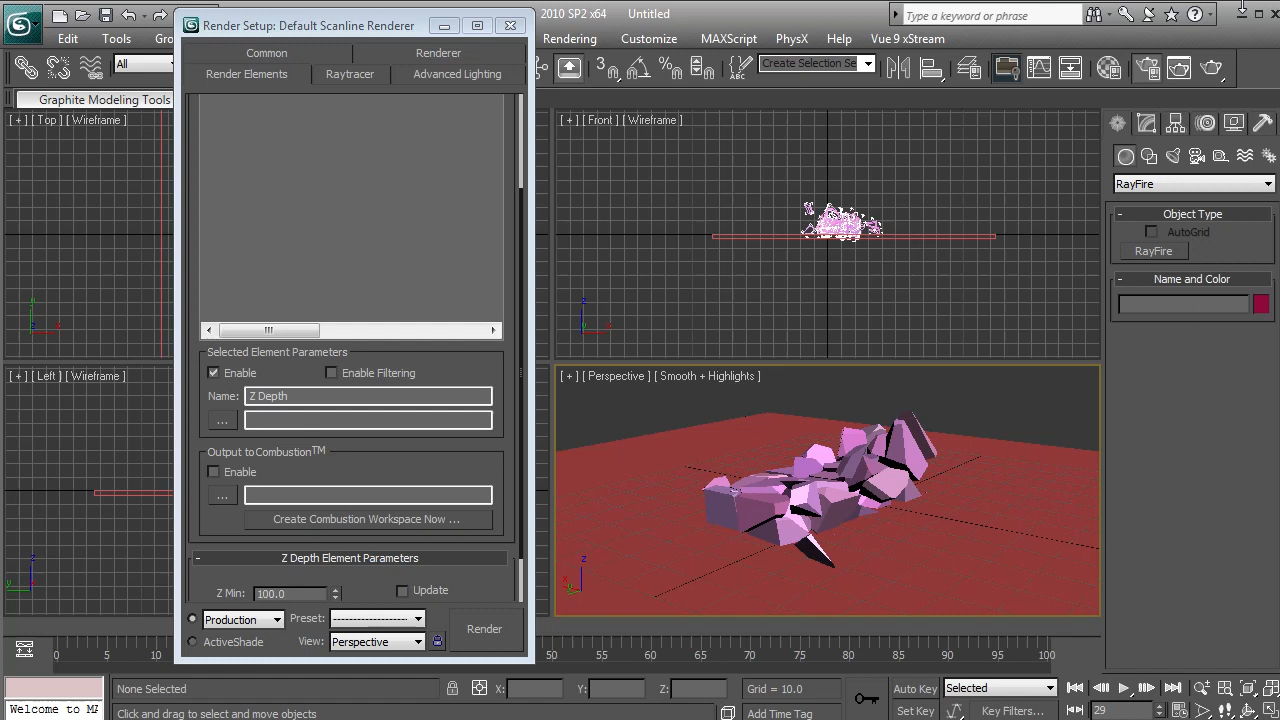 2010 SP2 x64 Untitled
Type a keyword or phrase
Render Setup: Default Scanline Renderer
Edit Tools Gro
Rendering Customize MAXScript PhysX Help Vue 9 xStream
All
Create Selection Se
Graphite Modeling Tools
Common Renderer
Render Elements Raytracer Advanced Lighting
[ + ] [ Top ] [ Wireframe ]
[ + ] [ Front ] [ Wireframe ]
[ + ] [ Left ] [ Wireframe ]
[ + ] [ Perspective ] [ Smooth + Highlights ]
Selected Element Parameters
Enable Enable Filtering
Name: Z Depth
...
Output to Combustion™
Enable
...
Create Combustion Workspace Now ...
- Z Depth Element Parameters
Z Min: 100.0 Update
Production Preset: --------------------
Render
ActiveShade View: Perspective
RayFire
- Object Type
AutoGrid
RayFire
- Name and Color
0 5 10 50 55 60 65 70 75 80 85 90 95 100
None Selected X: Y: Z: Grid = 10.0 Auto Key Selected
Welcome to MA
Click and drag to select and move objects Add Time Tag Set Key Key Filters... 29